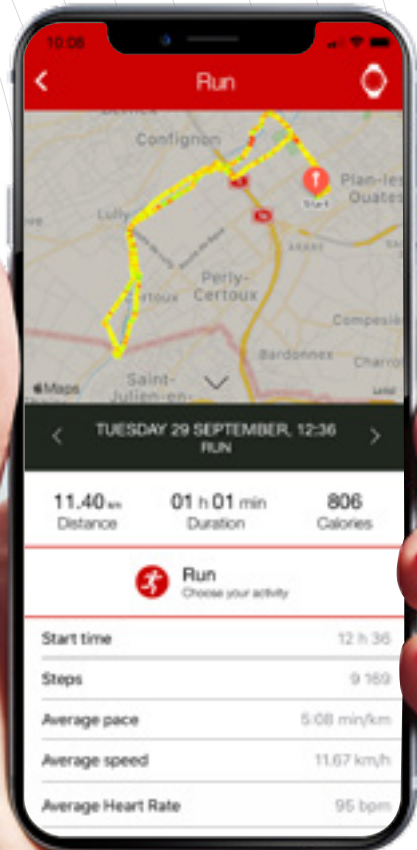 10:06
Run
Confignon
Plan-les
Ouates
Start
Lully
Perly-
Certoux
Bardonnex
Saint-
Julien-en-
Maps
TUESDAY 29 SEPTEMBER, 12:36
RUN
11.40 km 01 h 01 min 806
Distance Duration Calories
Run
Choose your activity
Start time 12 h 36
Steps 9 169
Average pace 5:08 min/km
Average speed 11.67 km/h
Average Heart Rate 95 bpm